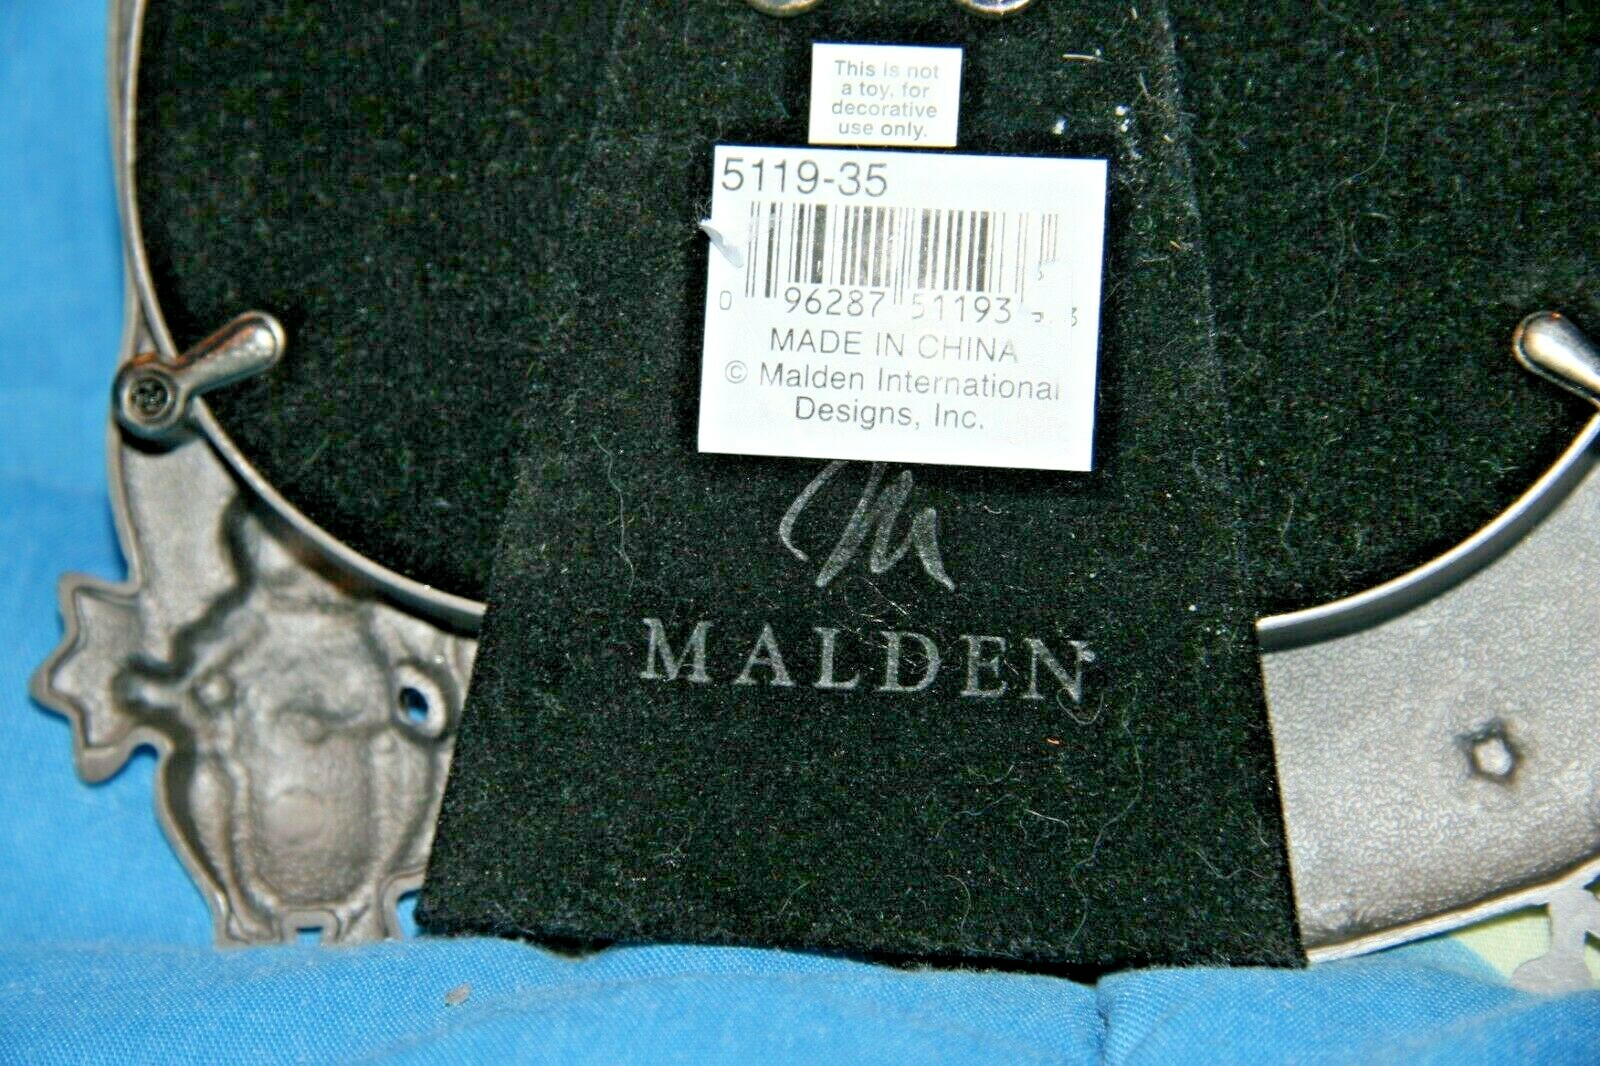 This is not
a toy, for
decorative
use only.
5119-35
0 96287 51193 3
MADE IN CHINA
© Malden International
Designs, Inc.
M
MALDEN